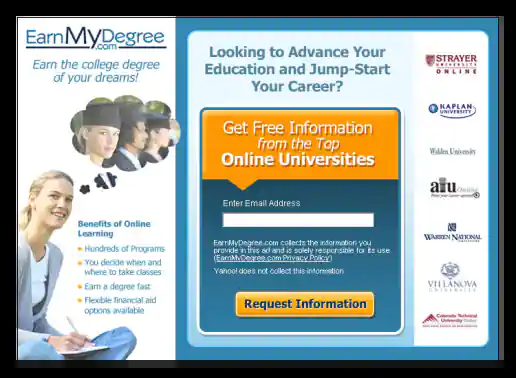 EarnMyDegree
.com
Earn the college degree
of your dreams!
Benefits of Online
Learning
Hundreds of Programs
You decide when and
where to take classes
Earn a degree fast
Flexible financial aid
options available
Looking to Advance Your
Education and Jump-Start
Your Career?
Get Free Information
from the Top
Online Universities
Enter Email Address
EarnMyDegree.com collects the information you
provide in this ad and is solely responsible for its use.
(EarnMyDegree.com Privacy Policy)
Yahoo! does not collect this information
Request Information
STRAYER
UNIVERSITY
ONLINE
KAPLAN
UNIVERSITY
Walden University
aiu Online
WARREN NATIONAL
VILLANOVA
UNIVERSITY
Colorado Technical
University